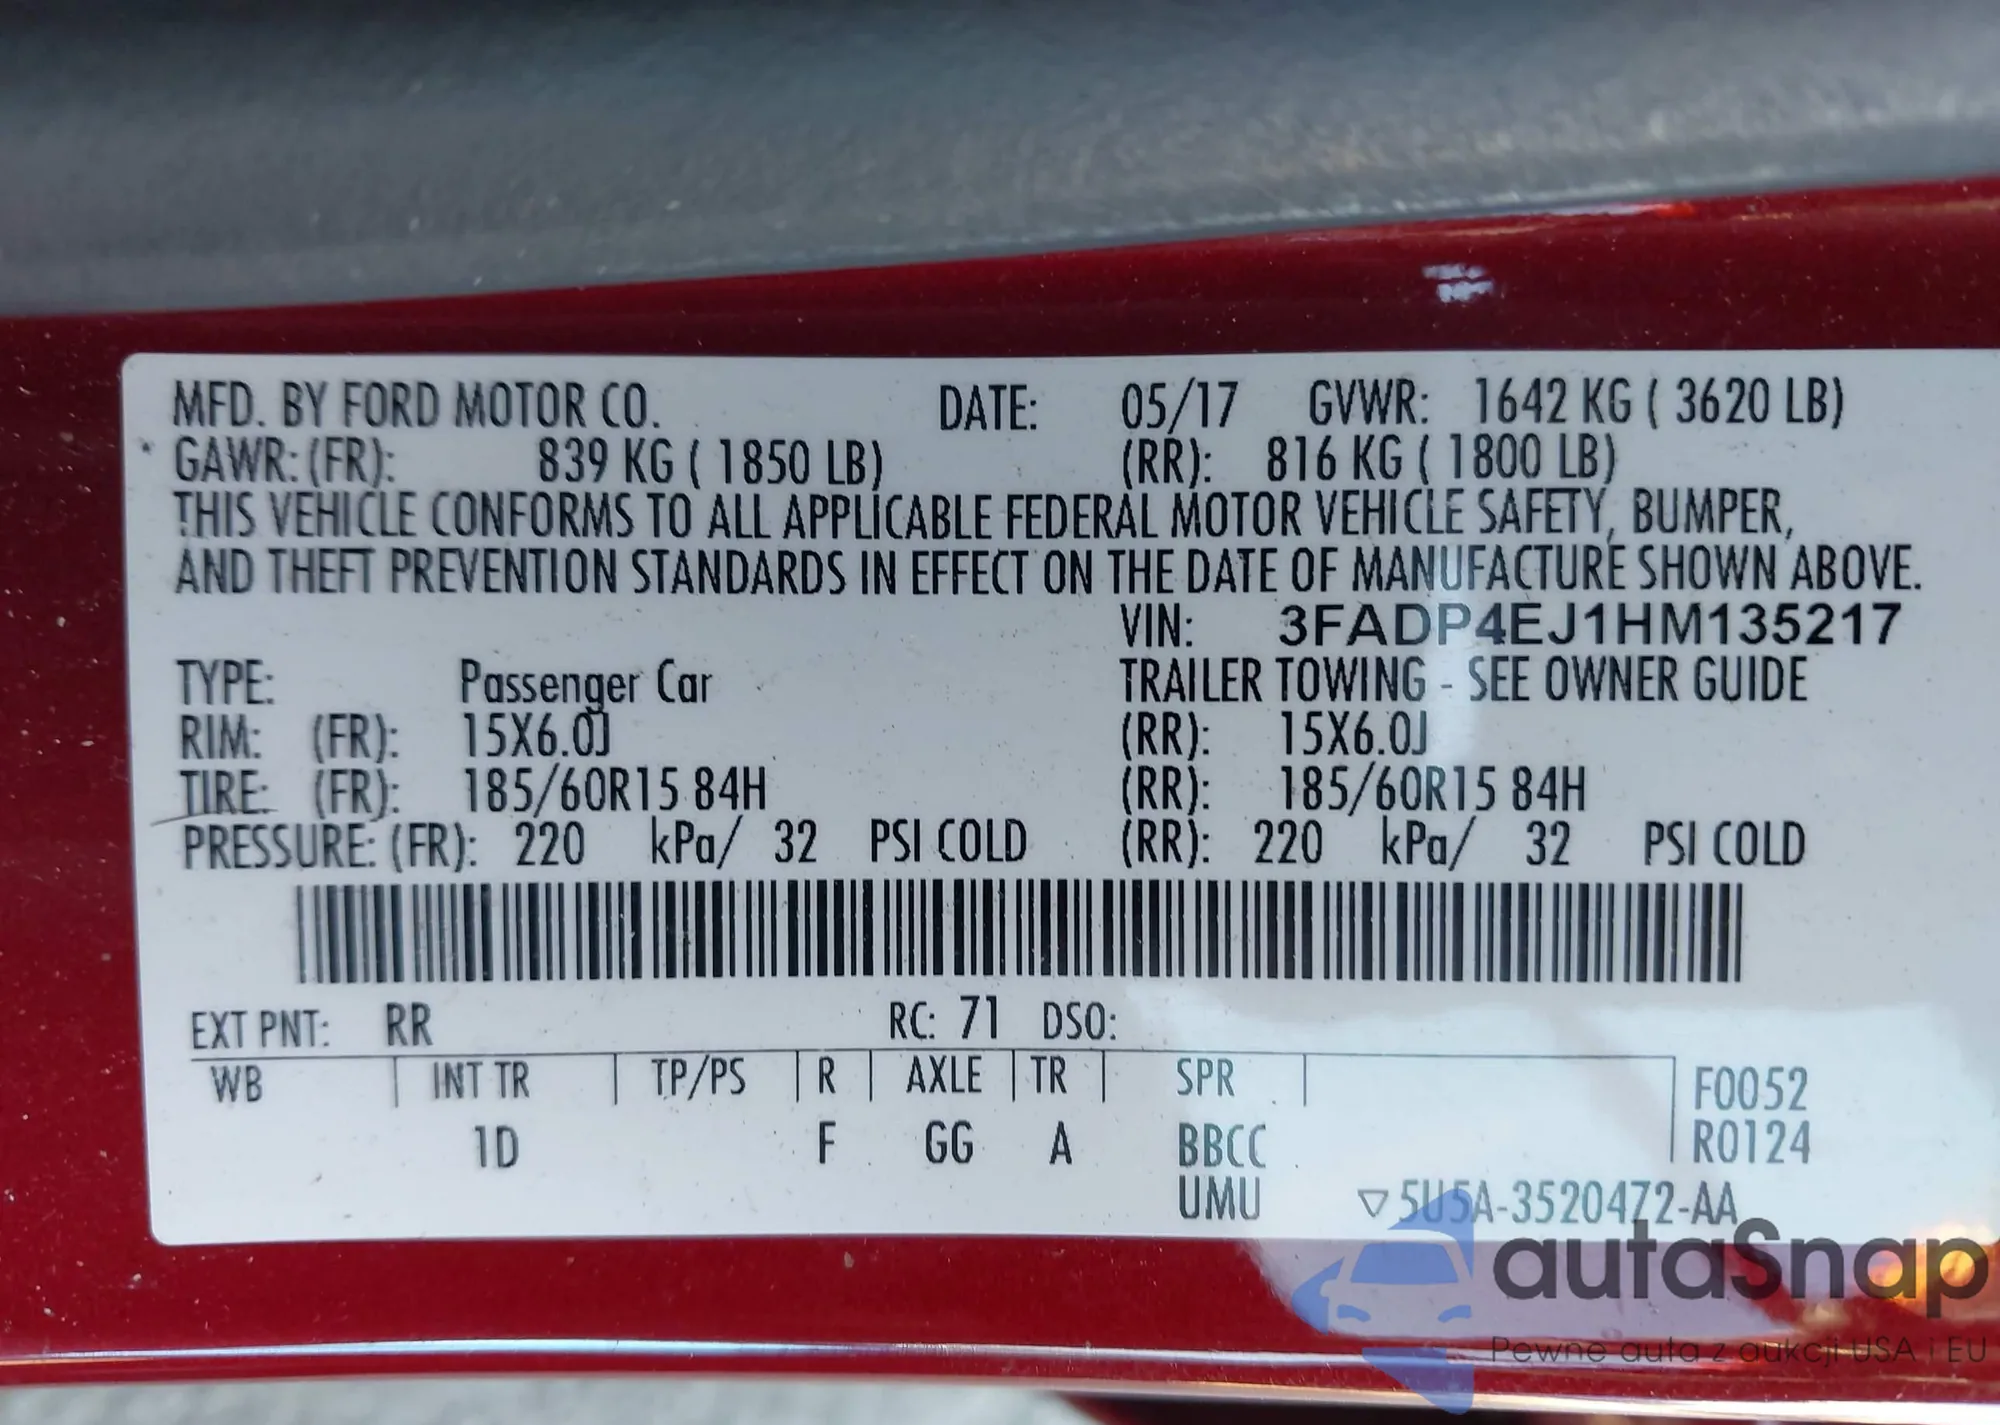 MFD. BY FORD MOTOR CO. DATE: 05/17 GVWR: 1642 KG ( 3620 LB)
GAWR: (FR): 839 KG ( 1850 LB) (RR): 816 KG ( 1800 LB)
THIS VEHICLE CONFORMS TO ALL APPLICABLE FEDERAL MOTOR VEHICLE SAFETY, BUMPER,
AND THEFT PREVENTION STANDARDS IN EFFECT ON THE DATE OF MANUFACTURE SHOWN ABOVE.
VIN: 3FADP4EJ1HM135217
TYPE: Passenger Car TRAILER TOWING - SEE OWNER GUIDE
RIM: (FR): 15X6.0J (RR): 15X6.0J
TIRE: (FR): 185/60R15 84H (RR): 185/60R15 84H
PRESSURE: (FR): 220 kPa/ 32 PSI COLD (RR): 220 kPa/ 32 PSI COLD
EXT PNT: RR RC: 71 DSO:
WB INT TR TP/PS R AXLE TR SPR F0052
1D F GG A BBCC R0124
UMU ▽5U5A-3520472-AA
autaSnap
Pewne auta z aukcji USA i EU